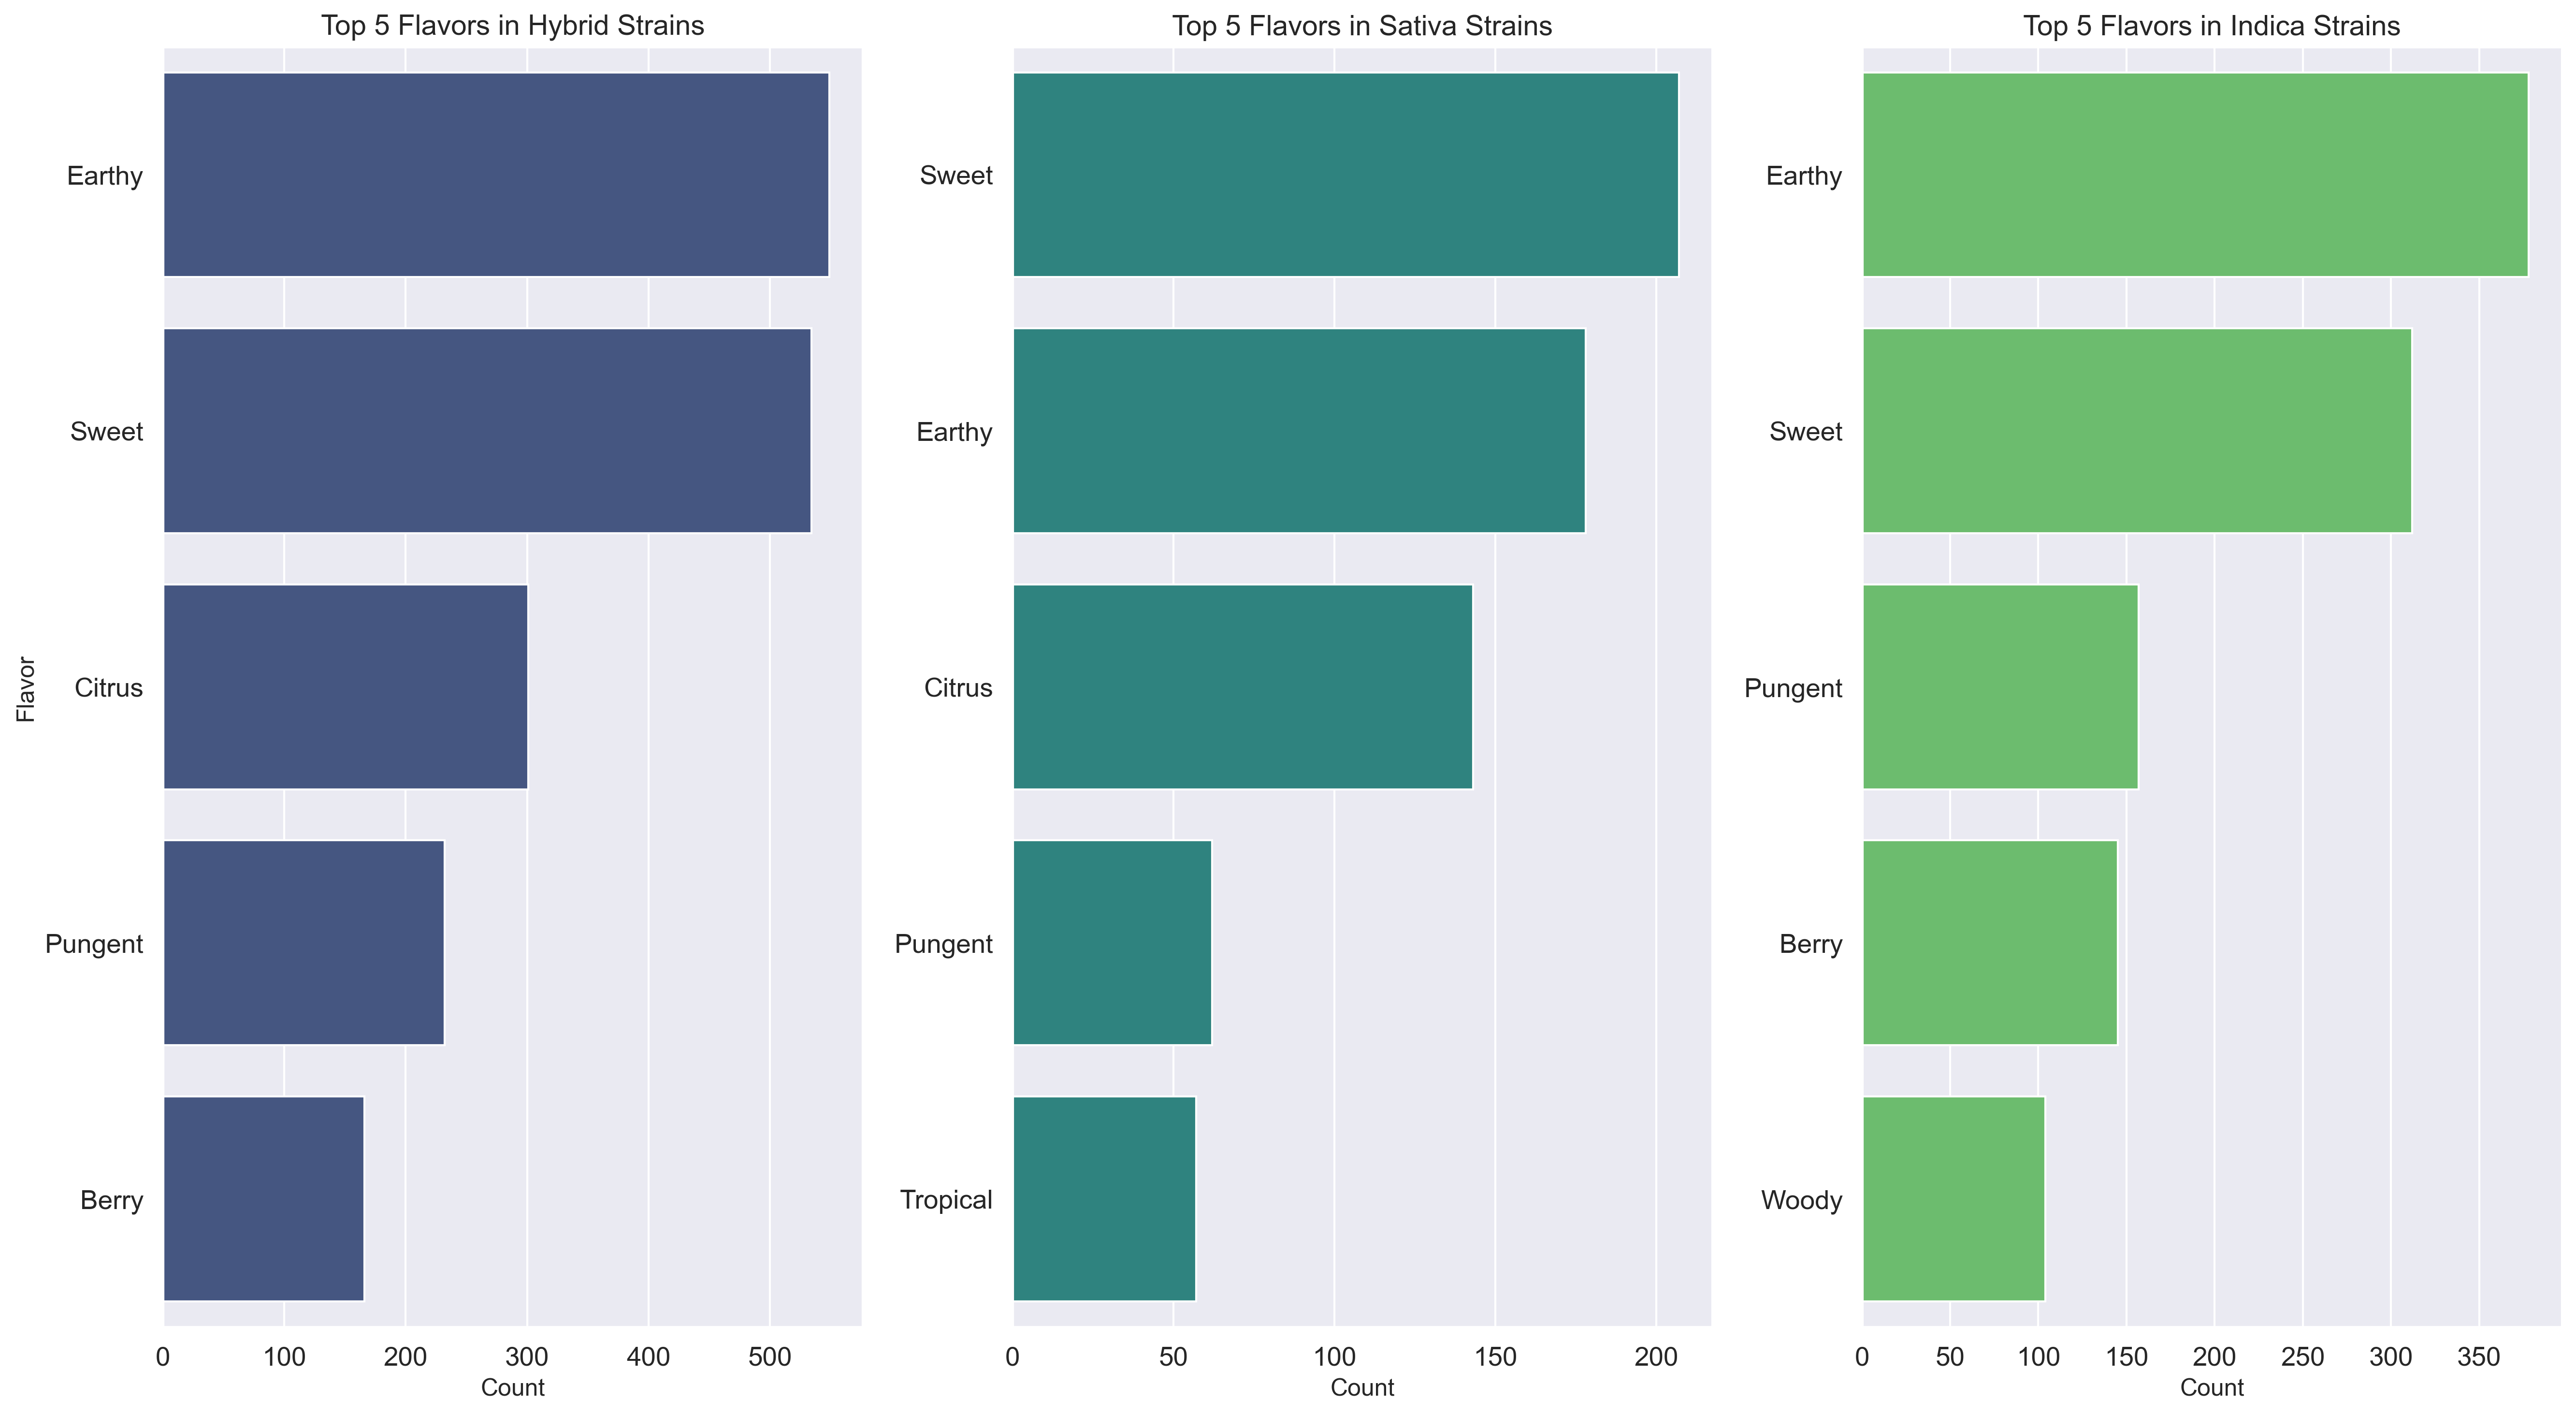 Top 5 Flavors in Hybrid Strains
Flavor
Earthy
Sweet
Citrus
Pungent
Berry
0 100 200 300 400 500
Count
Top 5 Flavors in Sativa Strains
Sweet
Earthy
Citrus
Pungent
Tropical
0 50 100 150 200
Count
Top 5 Flavors in Indica Strains
Earthy
Sweet
Pungent
Berry
Woody
0 50 100 150 200 250 300 350
Count